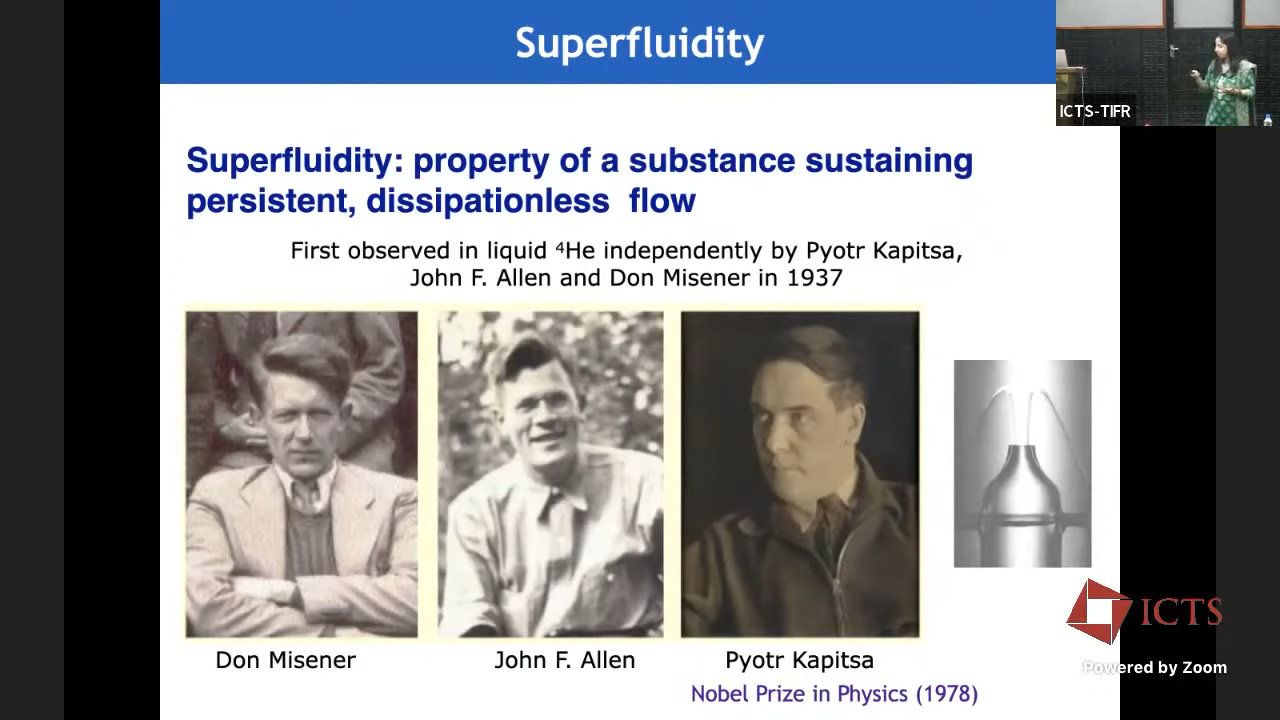 Superfluidity
ICTS-TIFR
Superfluidity: property of a substance sustaining
persistent, dissipationless flow
First observed in liquid ⁴He independently by Pyotr Kapitsa,
John F. Allen and Don Misener in 1937
Don Misener
John F. Allen
Pyotr Kapitsa
Nobel Prize in Physics (1978)
ICTS
Powered by Zoom